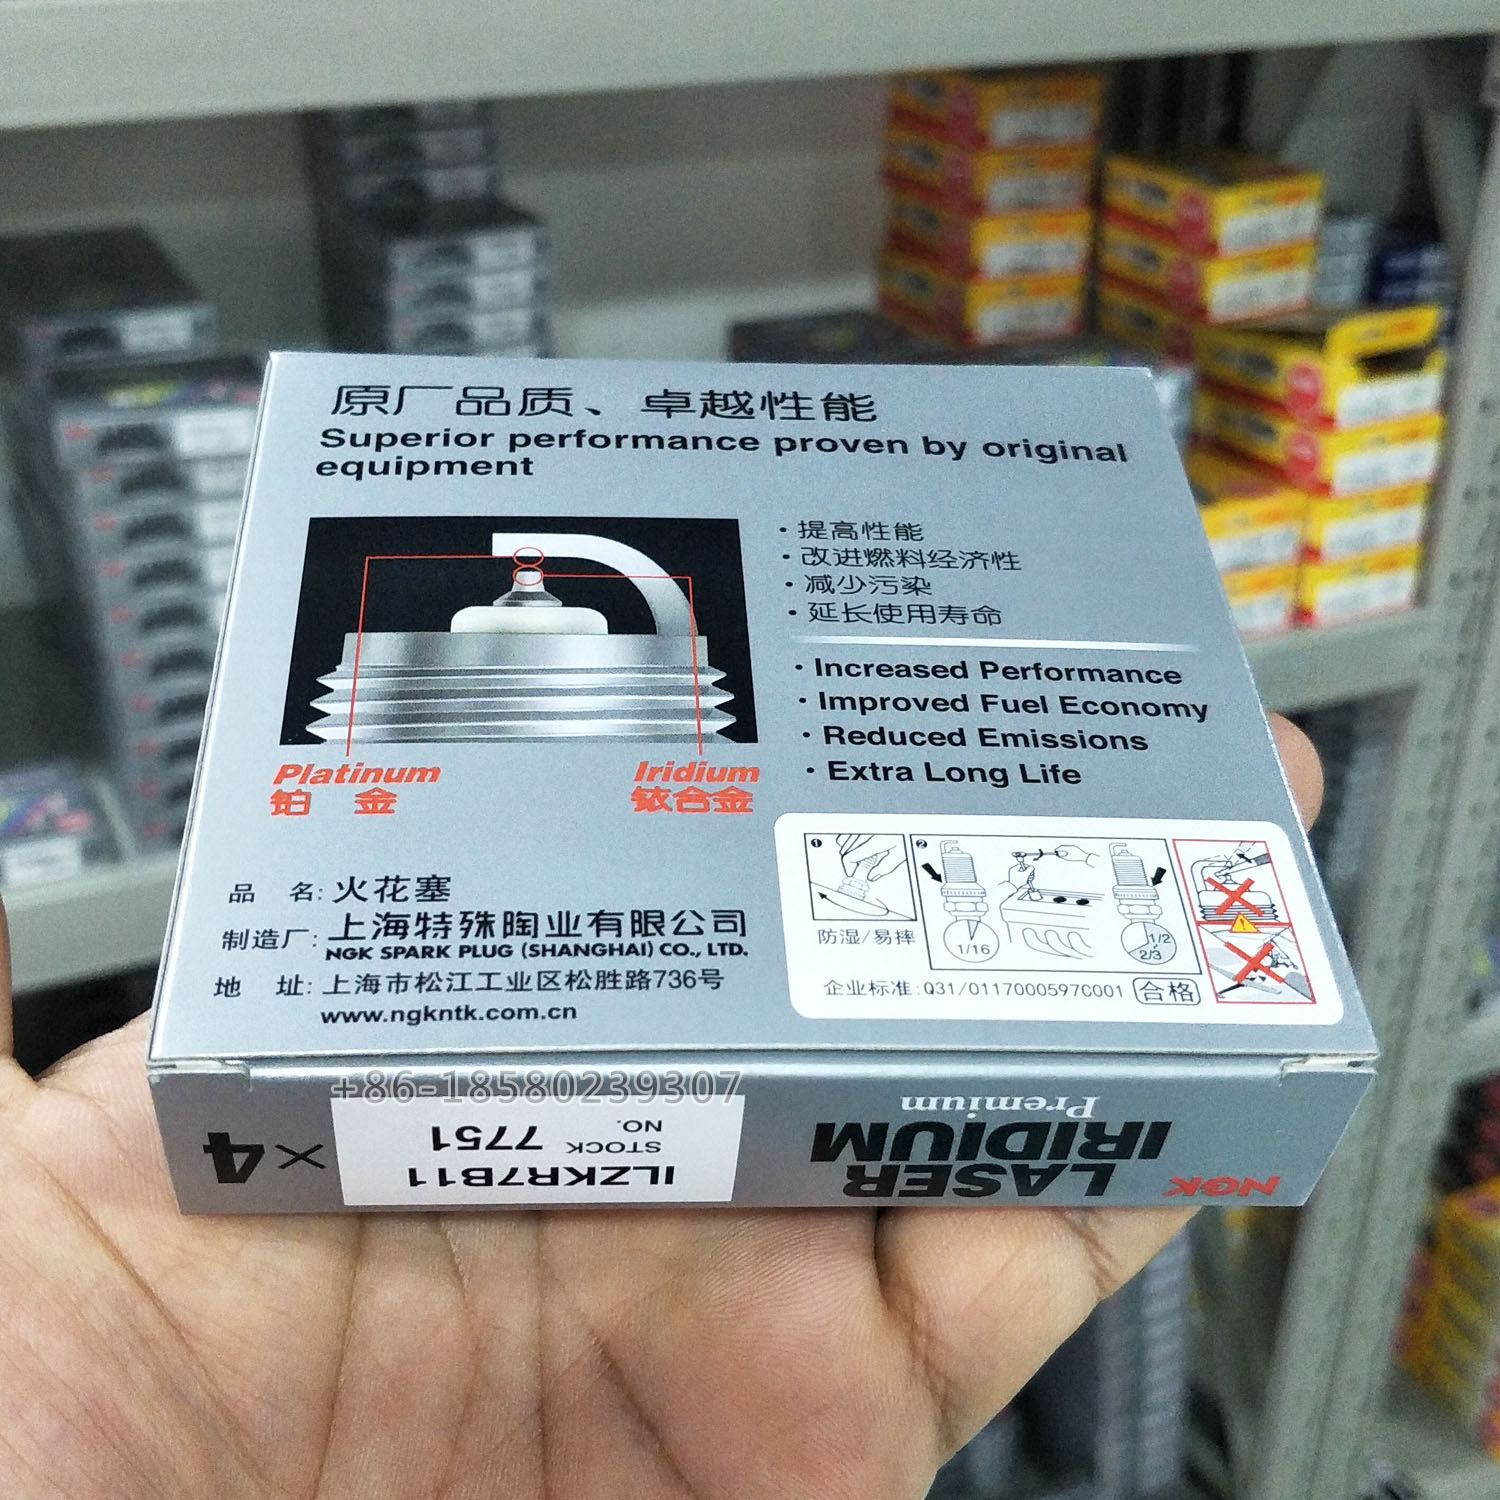 原厂品质、卓越性能
Superior performance proven by original
equipment
· 提高性能
· 改进燃料经济性
· 减少污染
· 延长使用寿命
· Increased Performance
· Improved Fuel Economy
· Reduced Emissions
· Extra Long Life
Platinum
铂 金
Iridium
铱合金
品 名: 火花塞
制造厂: 上海特殊陶业有限公司
NGK SPARK PLUG (SHANGHAI) CO., LTD.
地 址: 上海市松江工业区松胜路736号
www.ngkntk.com.cn
1
2
1/16
1/2
2/3
防湿/易摔
企业标准:Q31/0117000597C001 合格
+86-18580239307
NGK LASER
IRIDIUM
Premium
ILZKR7B11
STOCK NO. 7751
×4